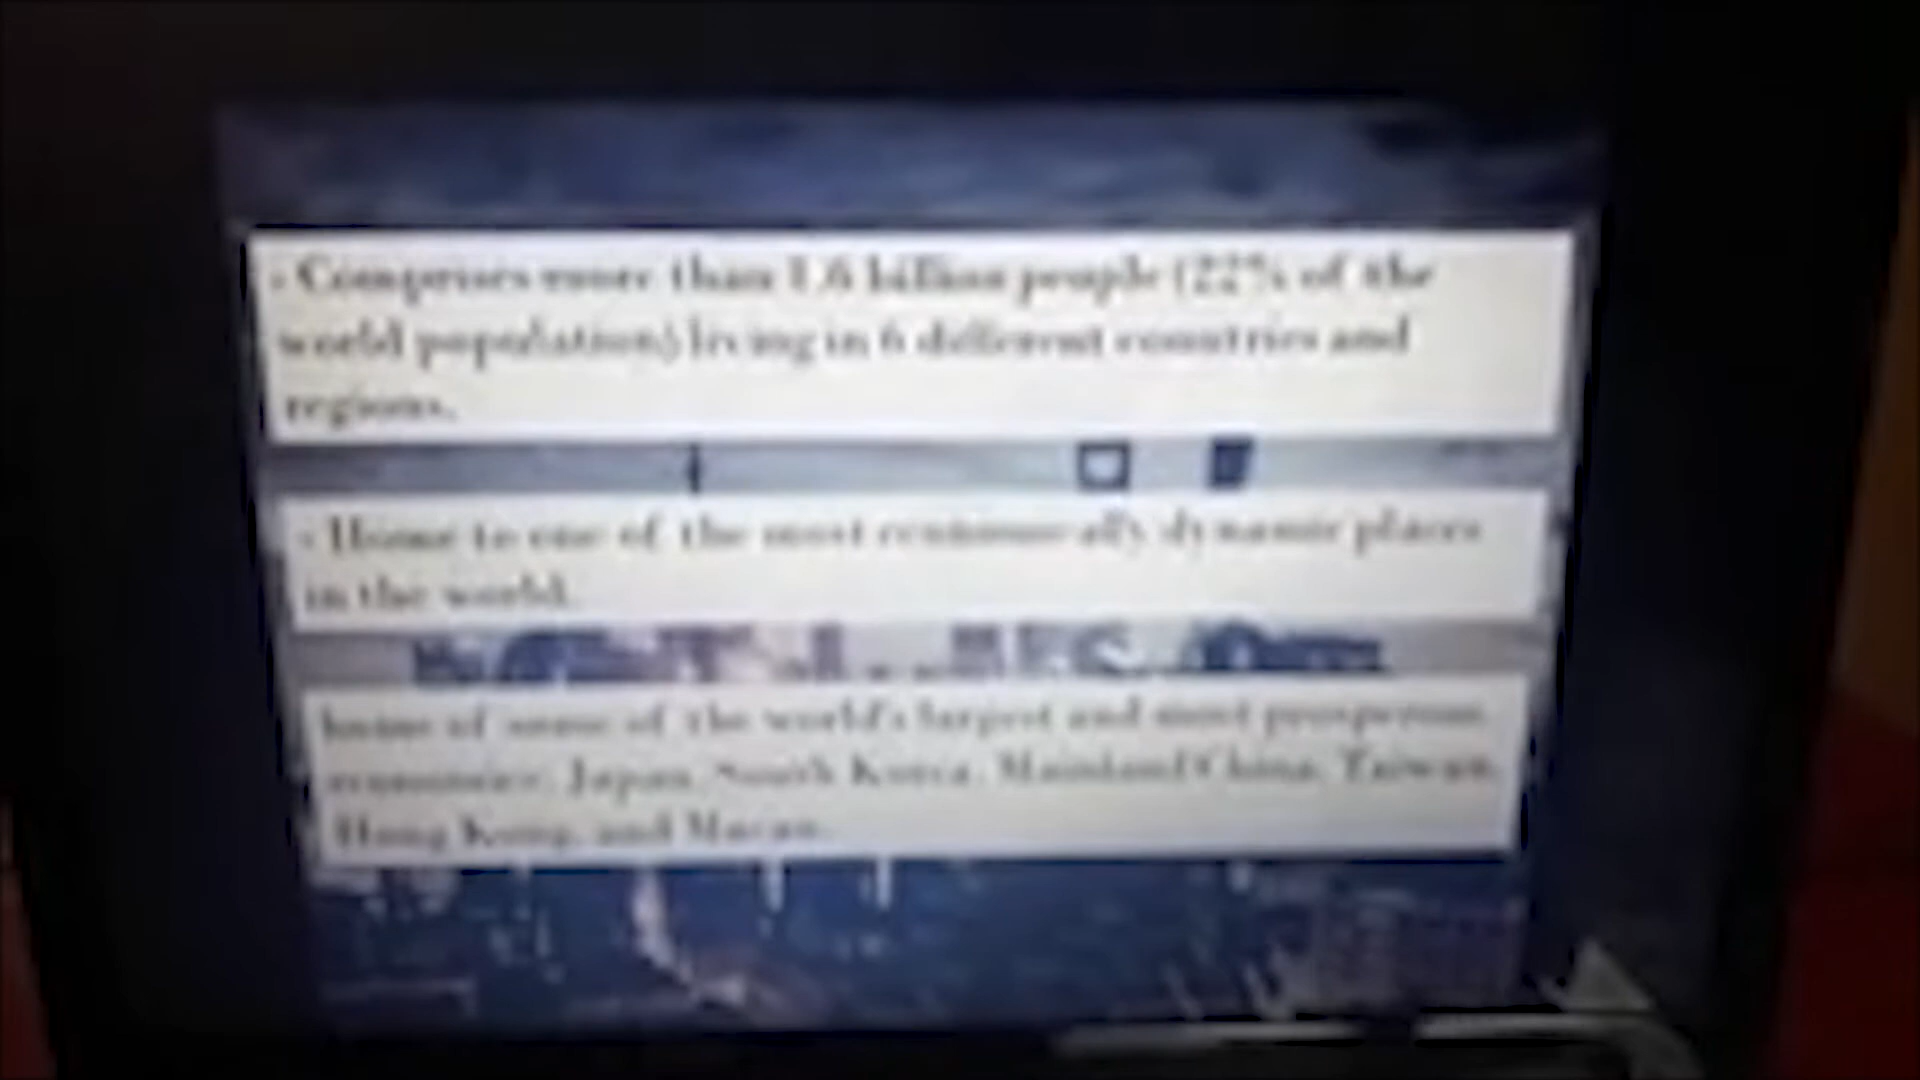 - Comprises more than 1.6 billion people (22% of the
world population) living in 6 different countries and
regions.
- Home to one of the most economically dynamic places
in the world.
home of some of the world's largest and most prosperous
economies: Japan, South Korea, Mainland China, Taiwan,
Hong Kong, and Macau.